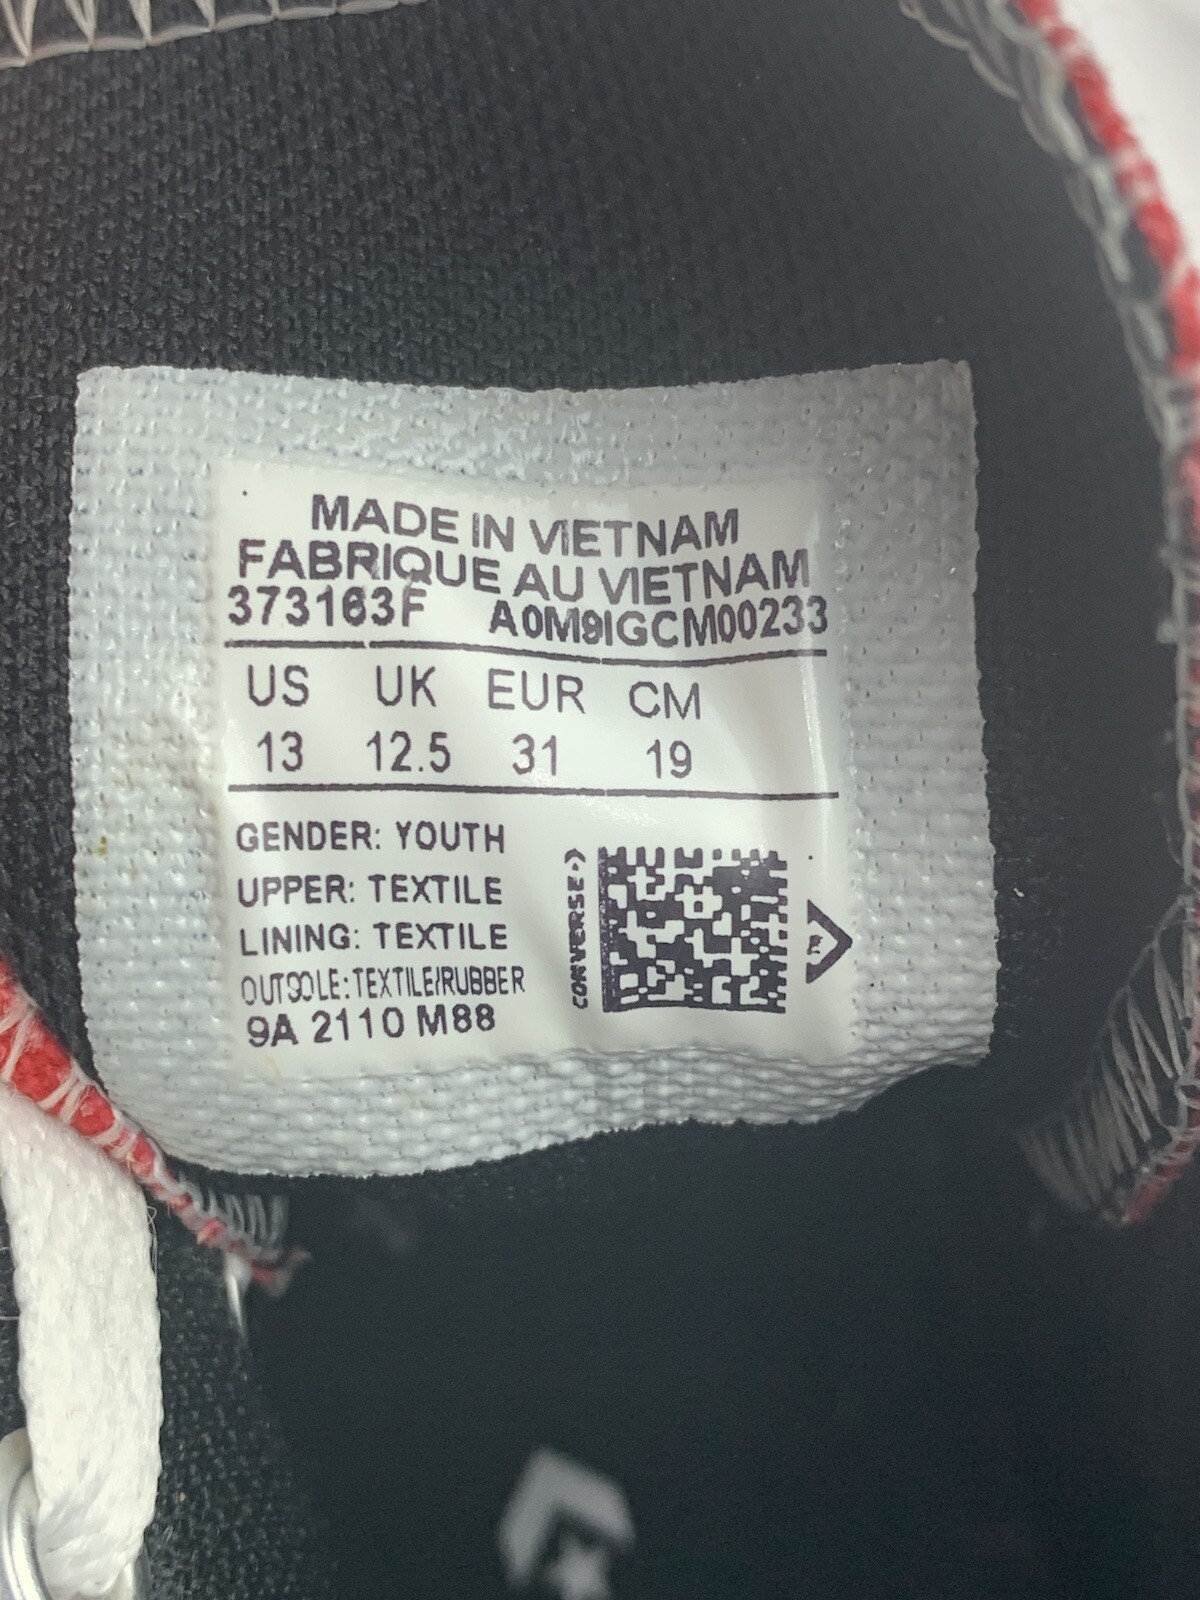 MADE IN VIETNAM
FABRIQUE AU VIETNAM
373163F A0M9IGCM00233
US UK EUR CM
13 12.5 31 19
GENDER: YOUTH
UPPER: TEXTILE
LINING: TEXTILE
OUTSOLE: TEXTILE/RUBBER
9A 2110 M88
CONVERSE